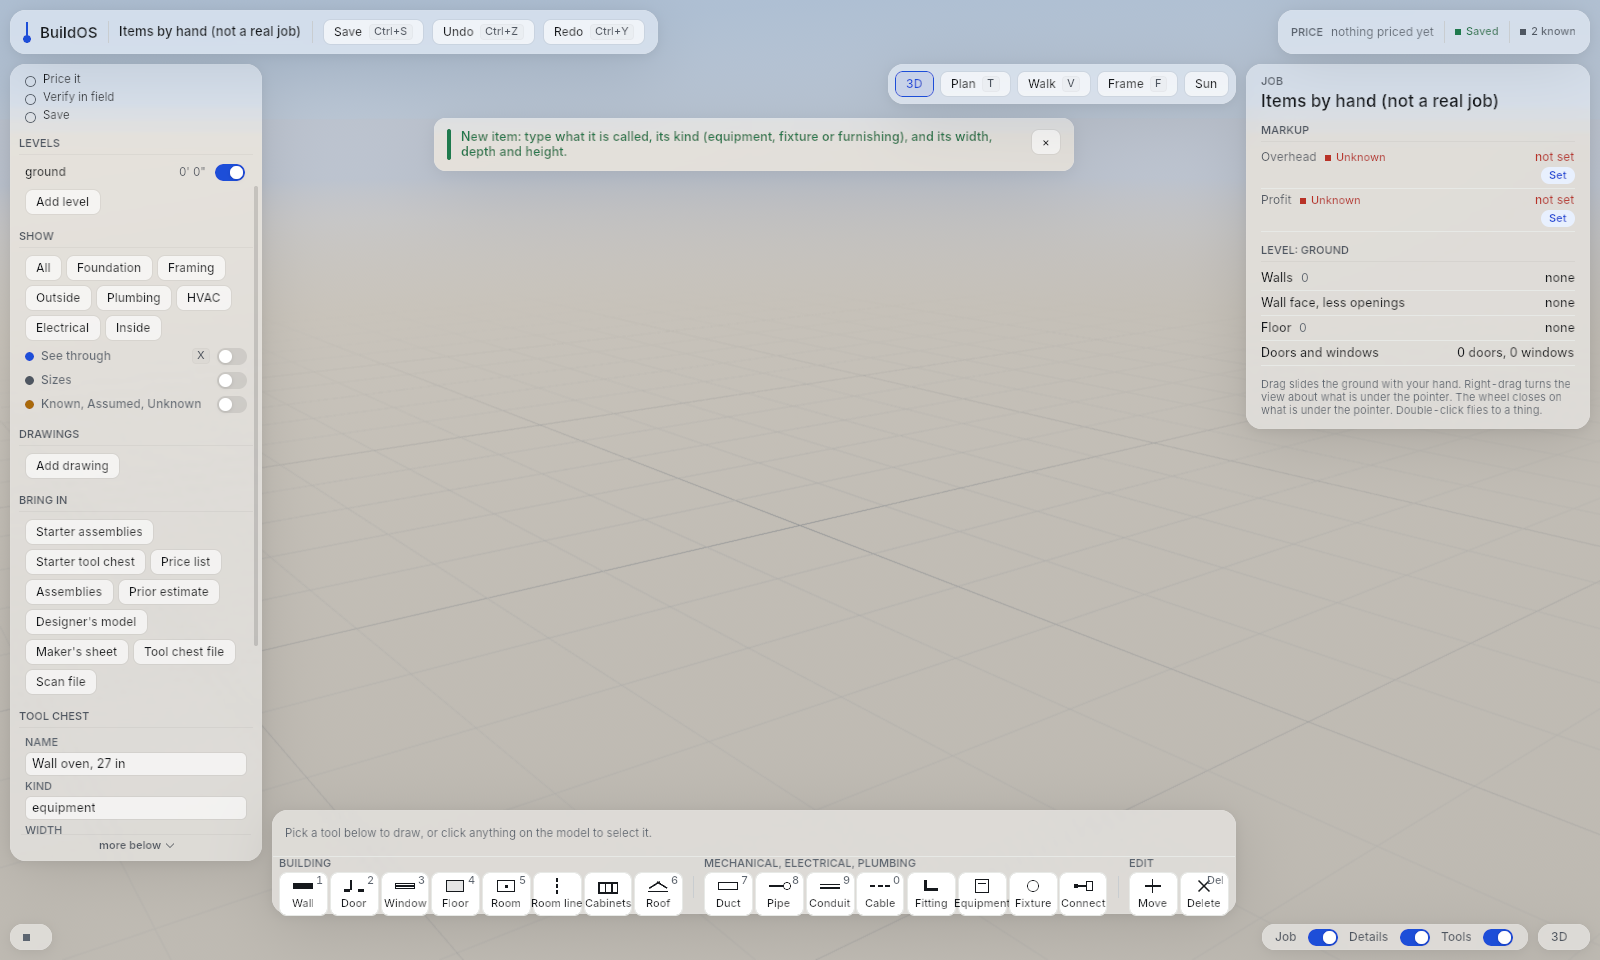 BuildOS
Items by hand (not a real job)
Save Ctrl+S
Undo Ctrl+Z
Redo Ctrl+Y
PRICE nothing priced yet
Saved
2 known
Price it
Verify in field
Save
LEVELS
ground 0' 0"
Add level
SHOW
All Foundation Framing
Outside Plumbing HVAC
Electrical Inside
See through X
Sizes
Known, Assumed, Unknown
DRAWINGS
Add drawing
BRING IN
Starter assemblies
Starter tool chest Price list
Assemblies Prior estimate
Designer's model
Maker's sheet Tool chest file
Scan file
TOOL CHEST
NAME
Wall oven, 27 in
KIND
equipment
WIDTH
more below
3D Plan T Walk V Frame F Sun
New item: type what it is called, its kind (equipment, fixture or furnishing), and its width,
depth and height.
×
JOB
Items by hand (not a real job)
MARKUP
Overhead Unknown not set
Set
Profit Unknown not set
Set
LEVEL: GROUND
Walls 0 none
Wall face, less openings none
Floor 0 none
Doors and windows 0 doors, 0 windows
Drag slides the ground with your hand. Right-drag turns the
view about what is under the pointer. The wheel closes on
what is under the pointer. Double-click flies to a thing.
Pick a tool below to draw, or click anything on the model to select it.
BUILDING
1 2 3 4 5 6
Wall Door Window Floor Room Room line Cabinets Roof
MECHANICAL, ELECTRICAL, PLUMBING
7 8 9 0
Duct Pipe Conduit Cable Fitting Equipment Fixture Connect
EDIT
Del
Move Delete
Job Details Tools
3D